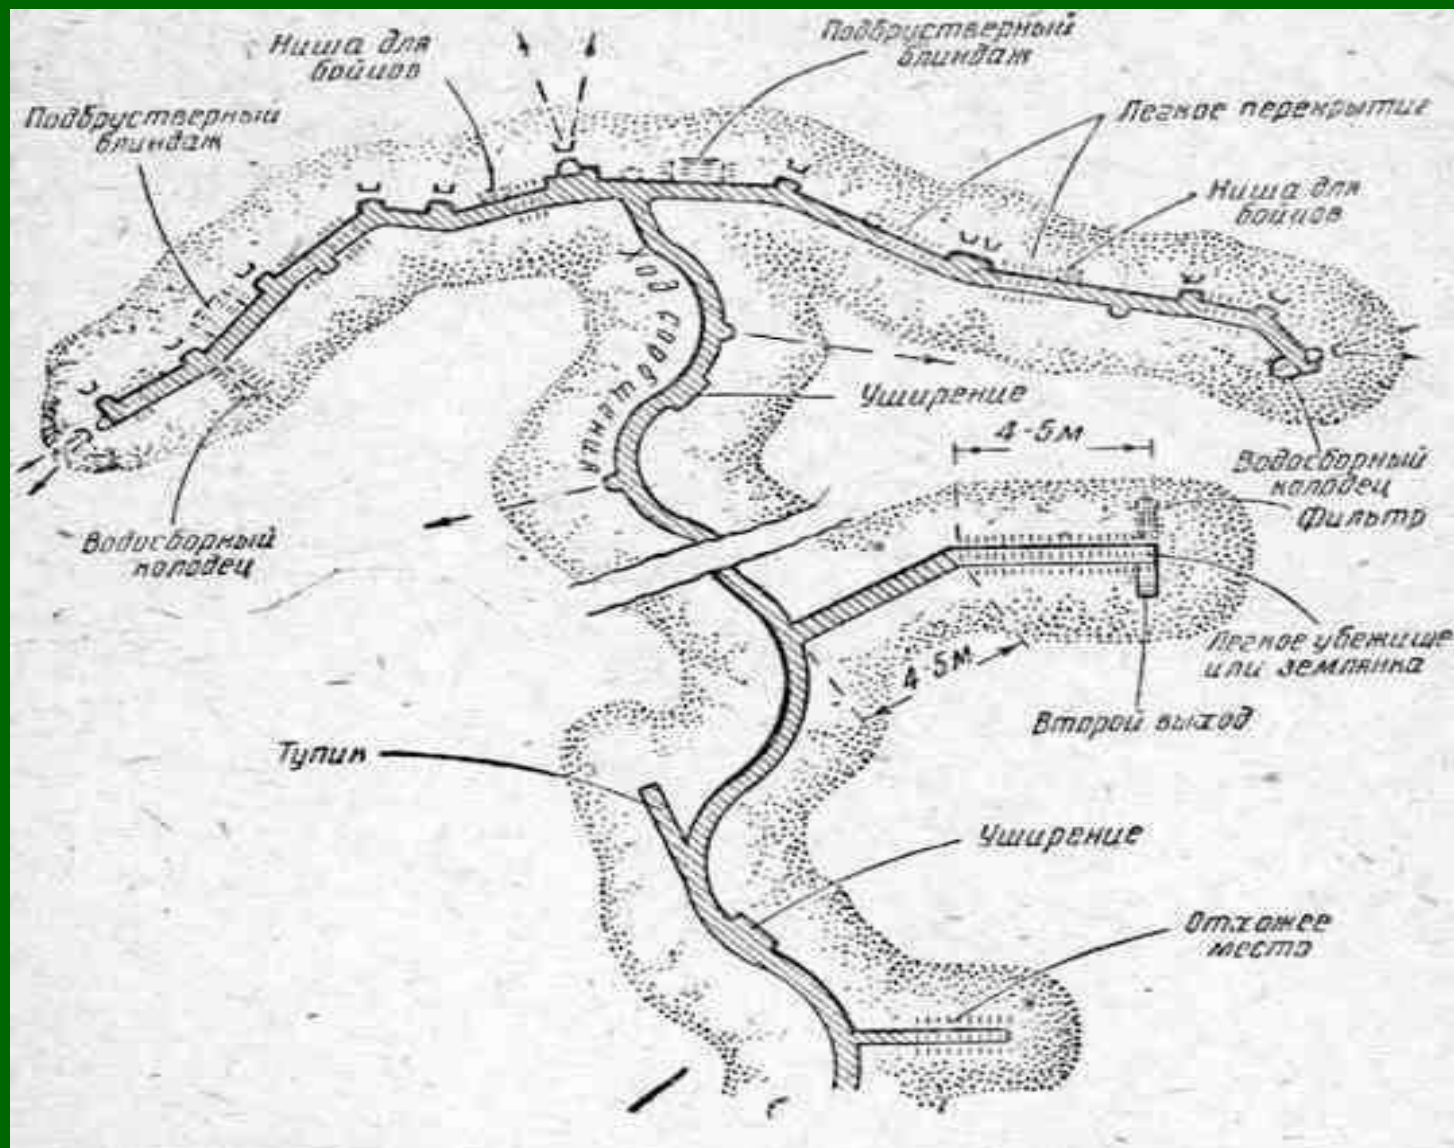 Ниша для
бойцов
Подбрустверный
блиндаж
Подбрустверный
блиндаж
Легкое перекрытие
Ниша для
бойцов
Ход сообщения
Уширение
4-5м
Водосборный
колодец
Фильтр
Водосборный
колодец
Легкое убежище
или землянка
4-5м
Второй выход
Тупик
Уширение
Отхожее
место